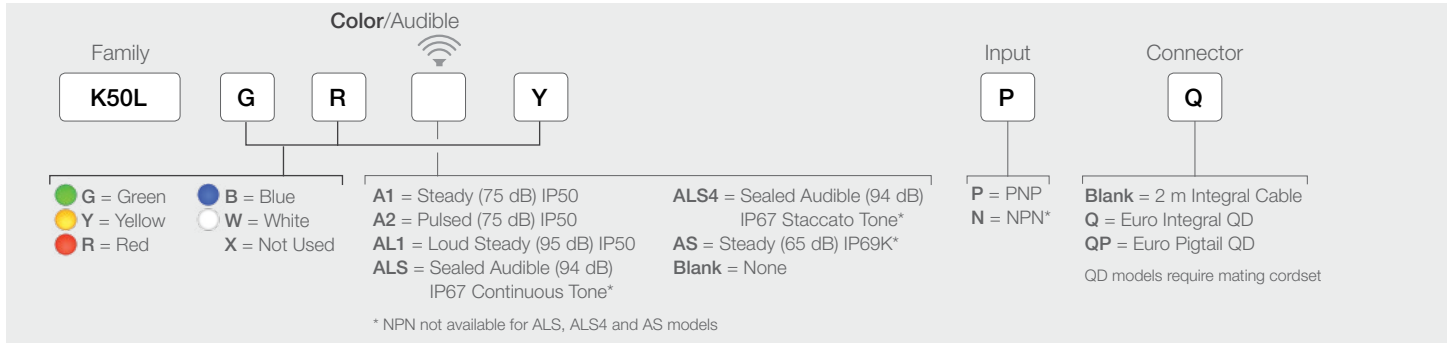 Color/Audible
Family
Input
Connector
K50L
G
R
Y
P
Q
G = Green
Y = Yellow
R = Red
B = Blue
W = White
X = Not Used
A1 = Steady (75 dB) IP50
A2 = Pulsed (75 dB) IP50
AL1 = Loud Steady (95 dB) IP50
ALS = Sealed Audible (94 dB)
IP67 Continuous Tone*
ALS4 = Sealed Audible (94 dB)
IP67 Staccato Tone*
AS = Steady (65 dB) IP69K*
Blank = None
* NPN not available for ALS, ALS4 and AS models
P = PNP
N = NPN*
Blank = 2 m Integral Cable
Q = Euro Integral QD
QP = Euro Pigtail QD
QD models require mating cordset